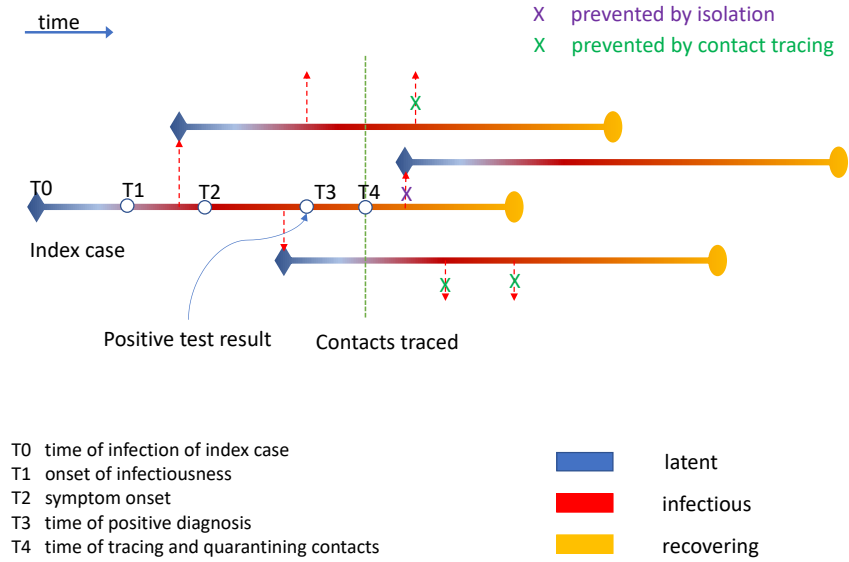 time
X prevented by isolation
X prevented by contact tracing
X
X
T0 T1 T2 T3 T4
X
Index case
X X
Positive test result Contacts traced
T0 time of infection of index case
T1 onset of infectiousness
T2 symptom onset
T3 time of positive diagnosis
T4 time of tracing and quarantining contacts
latent
infectious
recovering